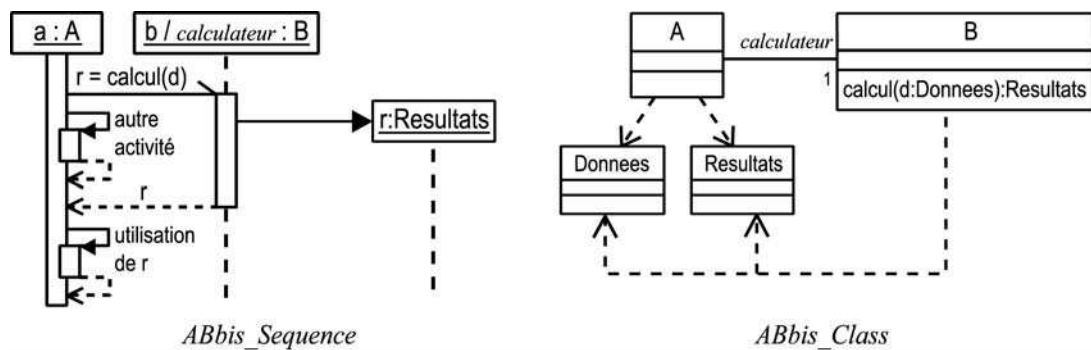 a : A
b / calculateur : B
r = calcul(d)
autre
activité
r:Resultats
r
utilisation
de r
ABbis_Sequence
A
calculateur
1
B
calcul(d:Donnees):Resultats
Donnees
Resultats
ABbis_Class